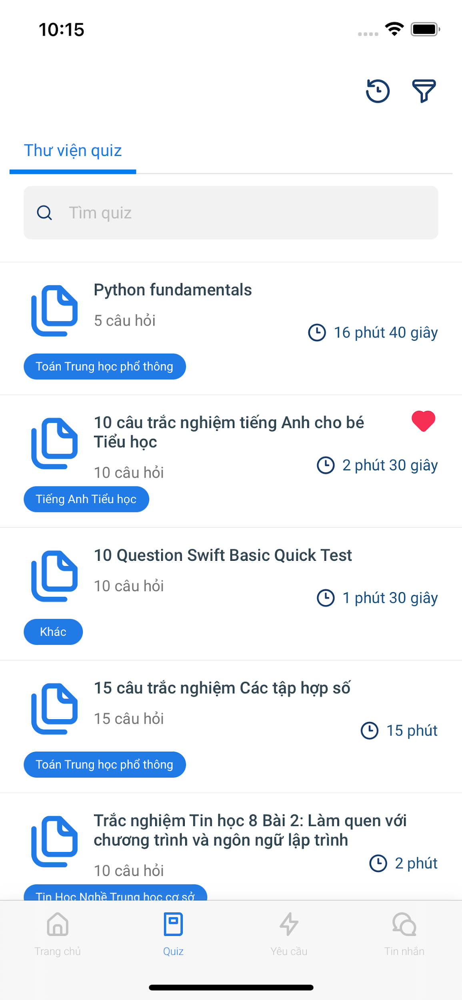 10:15
Thư viện quiz
Tìm quiz
Python fundamentals
5 câu hỏi
16 phút 40 giây
Toán Trung học phổ thông
10 câu trắc nghiệm tiếng Anh cho bé
Tiểu học
2 phút 30 giây
10 câu hỏi
Tiếng Anh Tiểu học
10 Question Swift Basic Quick Test
10 câu hỏi
1 phút 30 giây
Khác
15 câu trắc nghiệm Các tập hợp số
15 câu hỏi
15 phút
Toán Trung học phổ thông
Trắc nghiệm Tin học 8 Bài 2: Làm quen với
chương trình và ngôn ngữ lập trình
2 phút
10 câu hỏi
Tin Học Nghề Trung học cơ sở
Trang chủ
Quiz
Yêu cầu
Tin nhắn